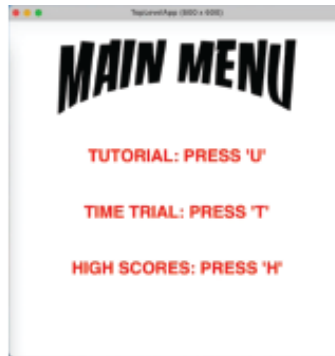 TopLevelApp (600 x 600)
MAIN MENU
TUTORIAL: PRESS 'U'
TIME TRIAL: PRESS 'T'
HIGH SCORES: PRESS 'H'